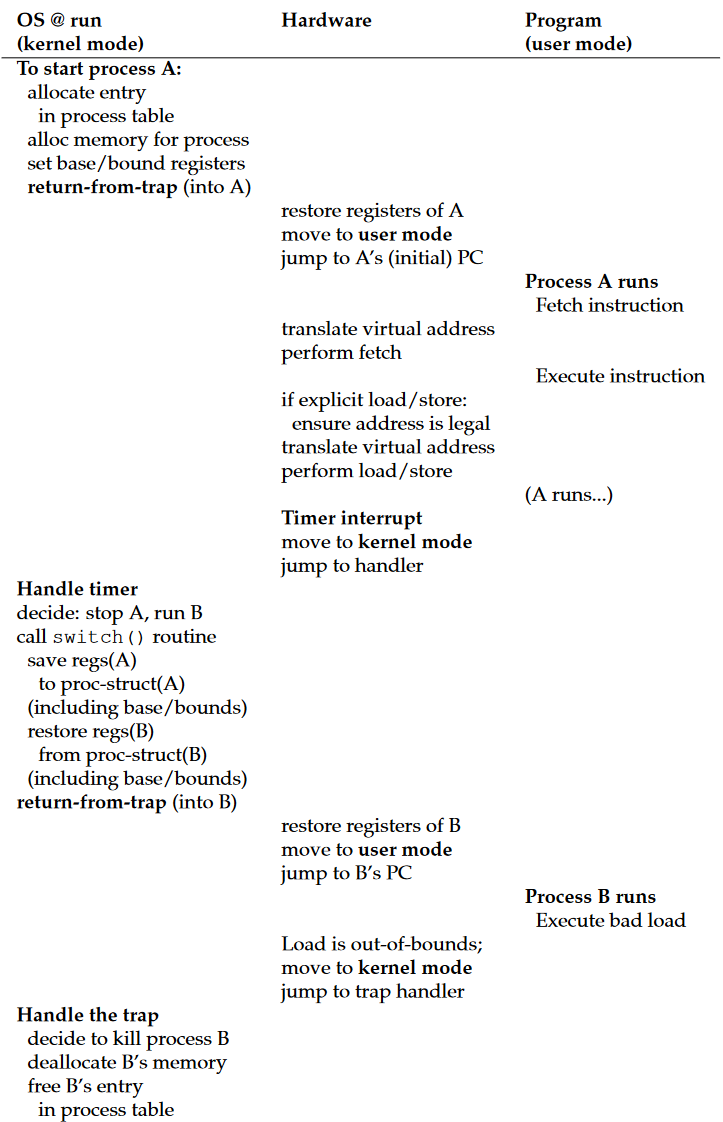 OS @ run Hardware Program
(kernel mode) (user mode)
To start process A:
allocate entry
in process table
alloc memory for process
set base/bound registers
return-from-trap (into A)
restore registers of A
move to user mode
jump to A's (initial) PC
Process A runs
Fetch instruction
translate virtual address
perform fetch
Execute instruction
if explicit load/store:
ensure address is legal
translate virtual address
perform load/store
(A runs...)
Timer interrupt
move to kernel mode
jump to handler
Handle timer
decide: stop A, run B
call switch() routine
save regs(A)
to proc-struct(A)
(including base/bounds)
restore regs(B)
from proc-struct(B)
(including base/bounds)
return-from-trap (into B)
restore registers of B
move to user mode
jump to B's PC
Process B runs
Execute bad load
Load is out-of-bounds;
move to kernel mode
jump to trap handler
Handle the trap
decide to kill process B
deallocate B's memory
free B's entry
in process table